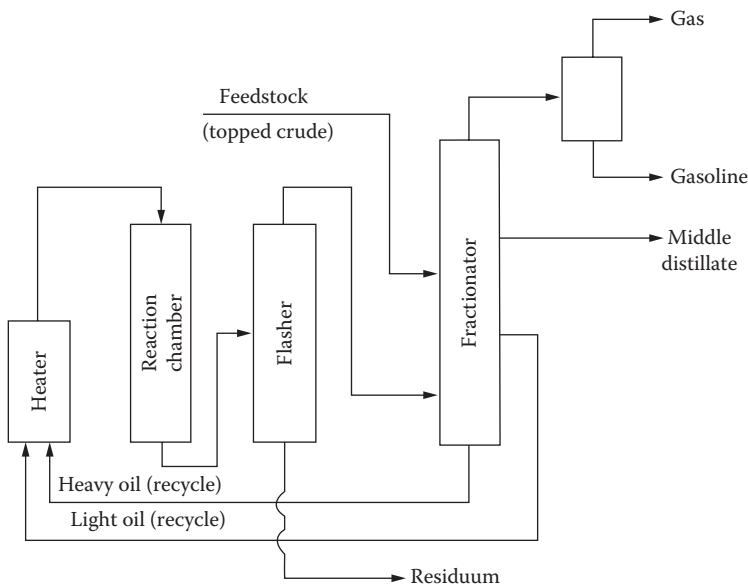 Gas
Feedstock
(topped crude)
Gasoline
Middle
distillate
Reaction
chamber
Flasher
Fractionator
Heater
Heavy oil (recycle)
Light oil (recycle)
Residuum